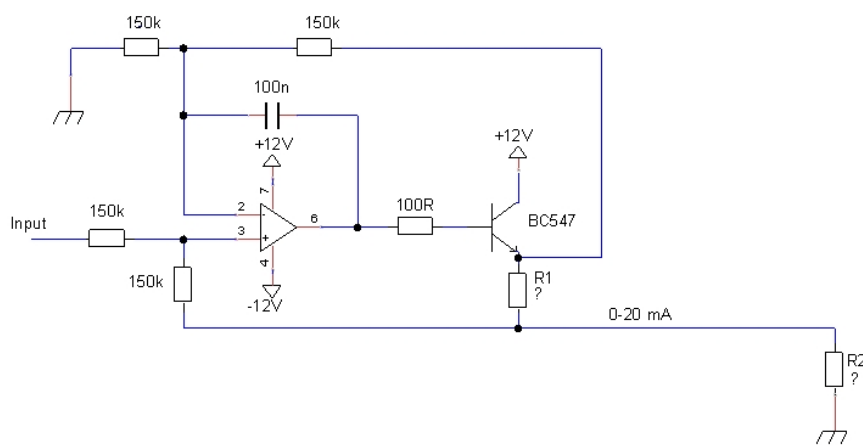 150k
150k
100n
+12V
+12V
7
2
-
6
100R
BC547
Input
150k
3
+
4
150k
-12V
R1
?
0-20 mA
R2
?